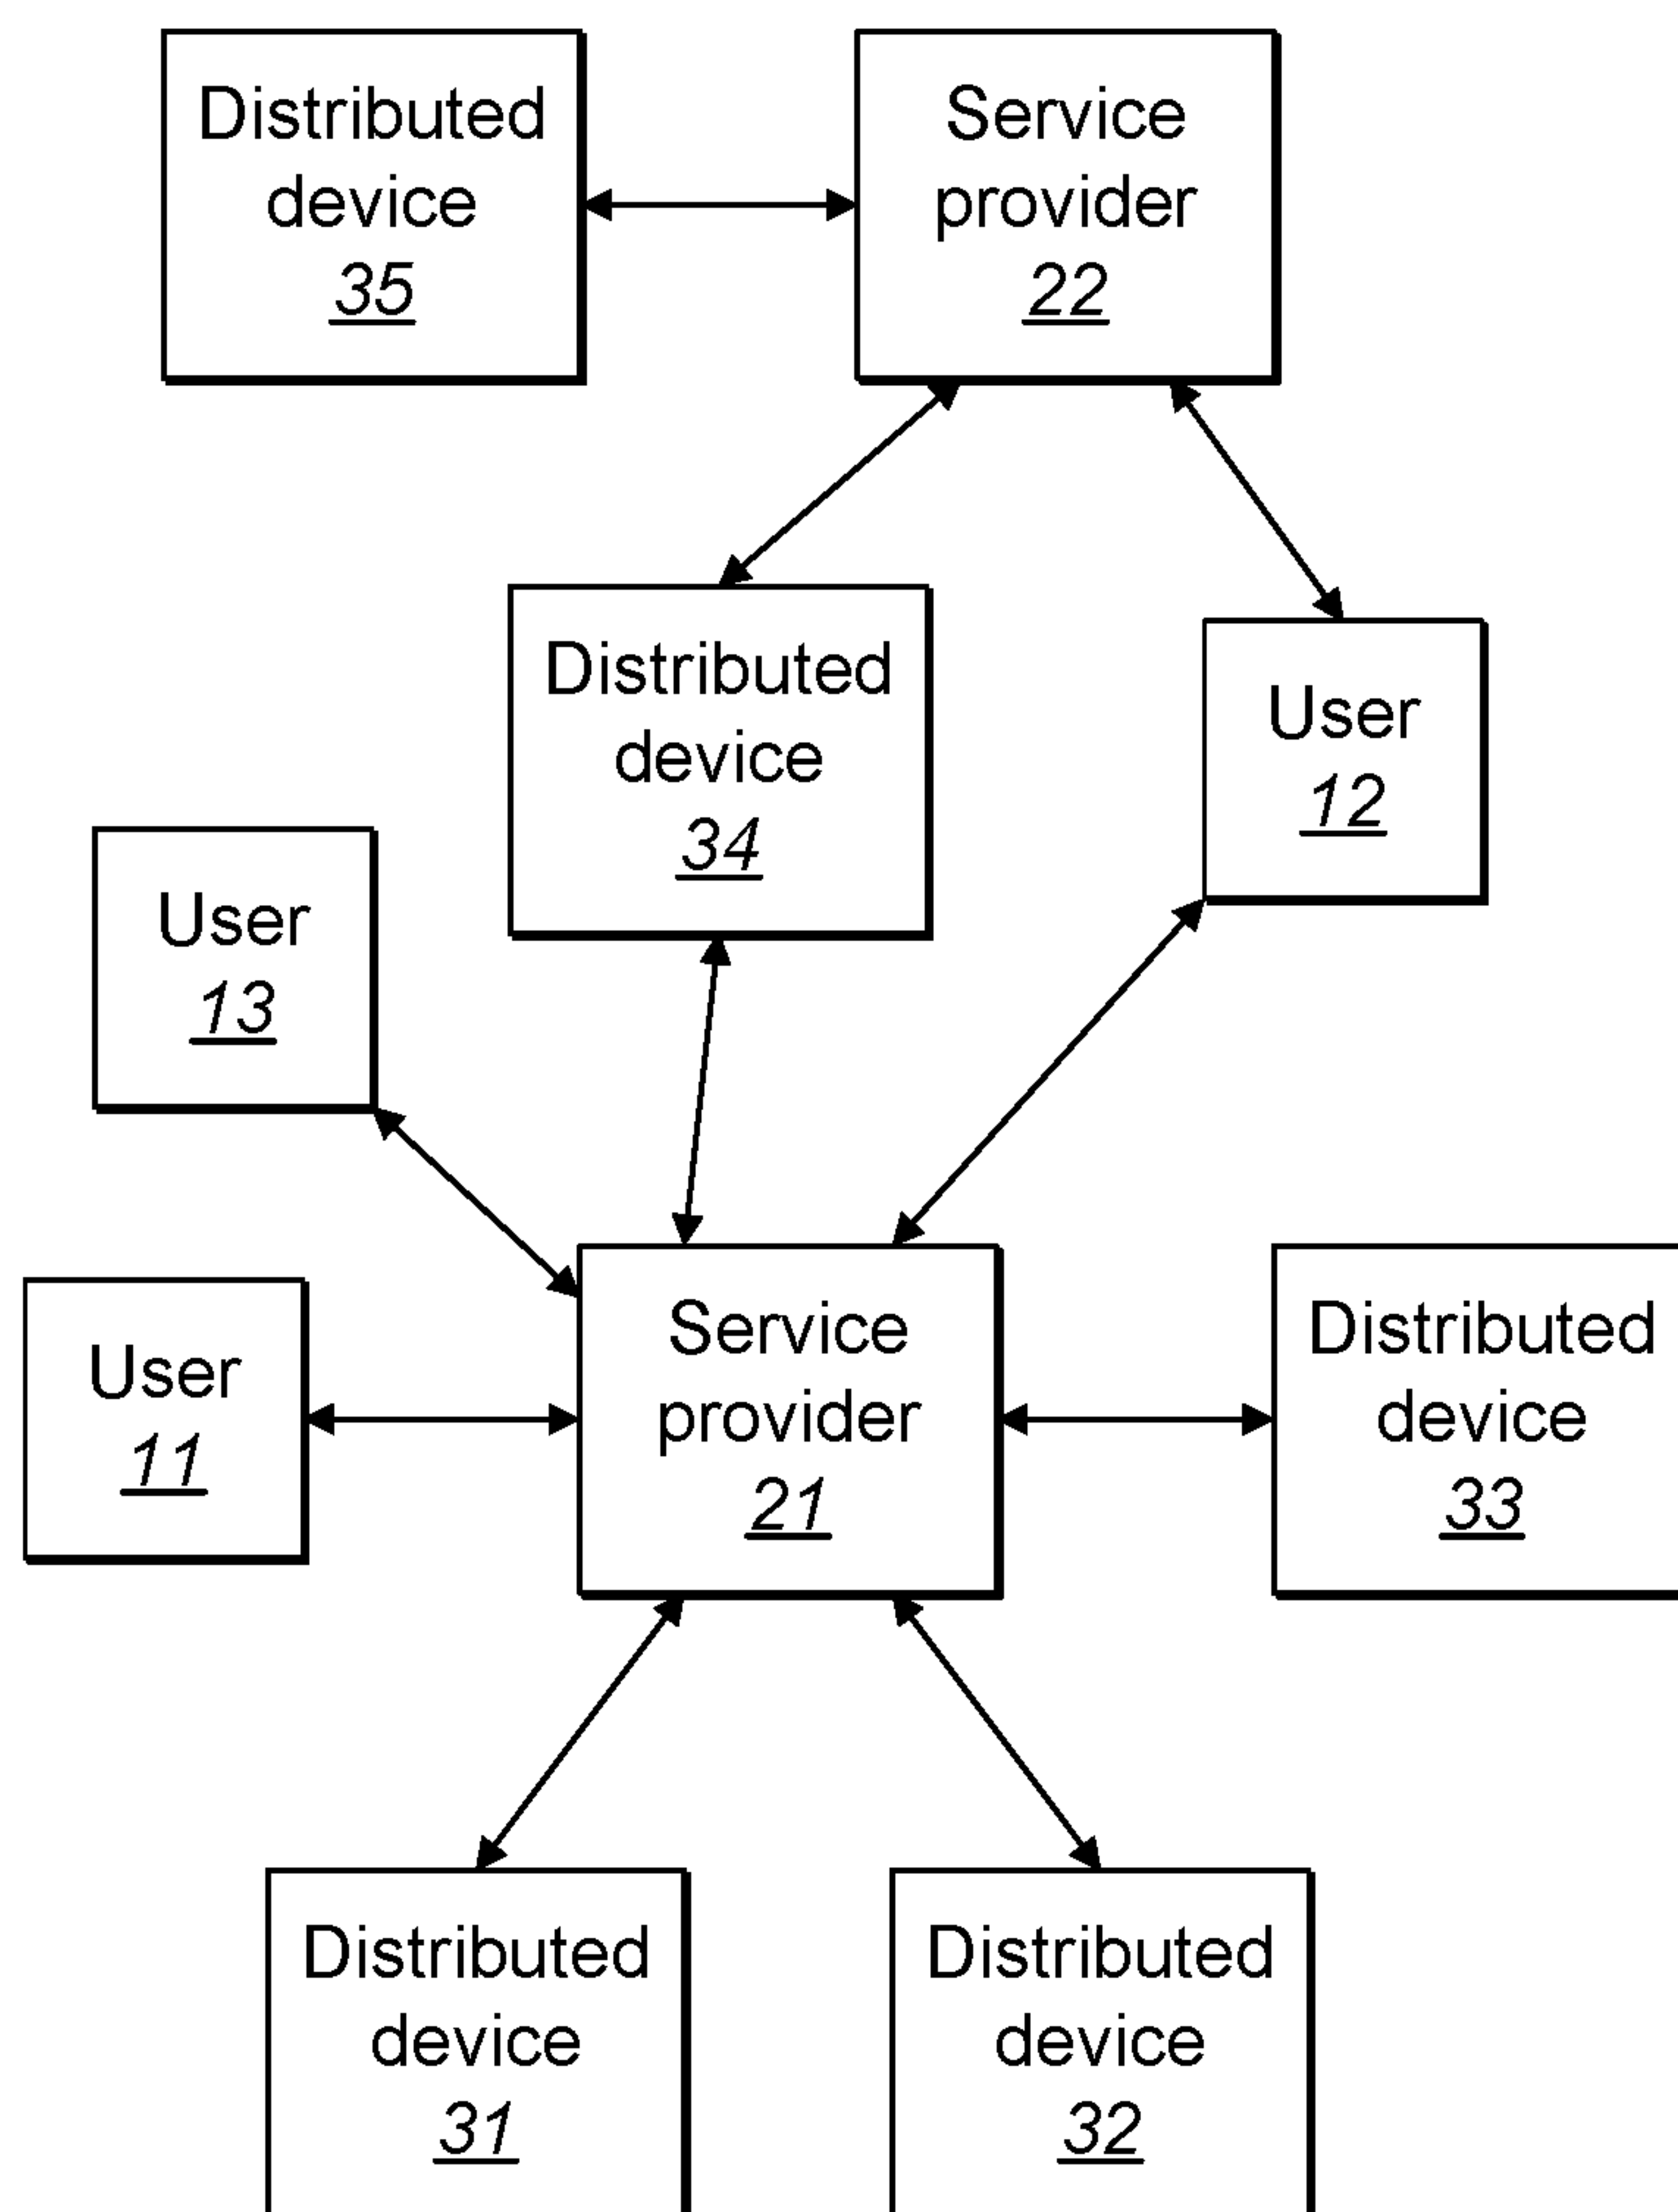 Distributed
device
35
Service
provider
22
Distributed
device
34
User
12
User
13
User
11
Service
provider
21
Distributed
device
33
Distributed
device
31
Distributed
device
32